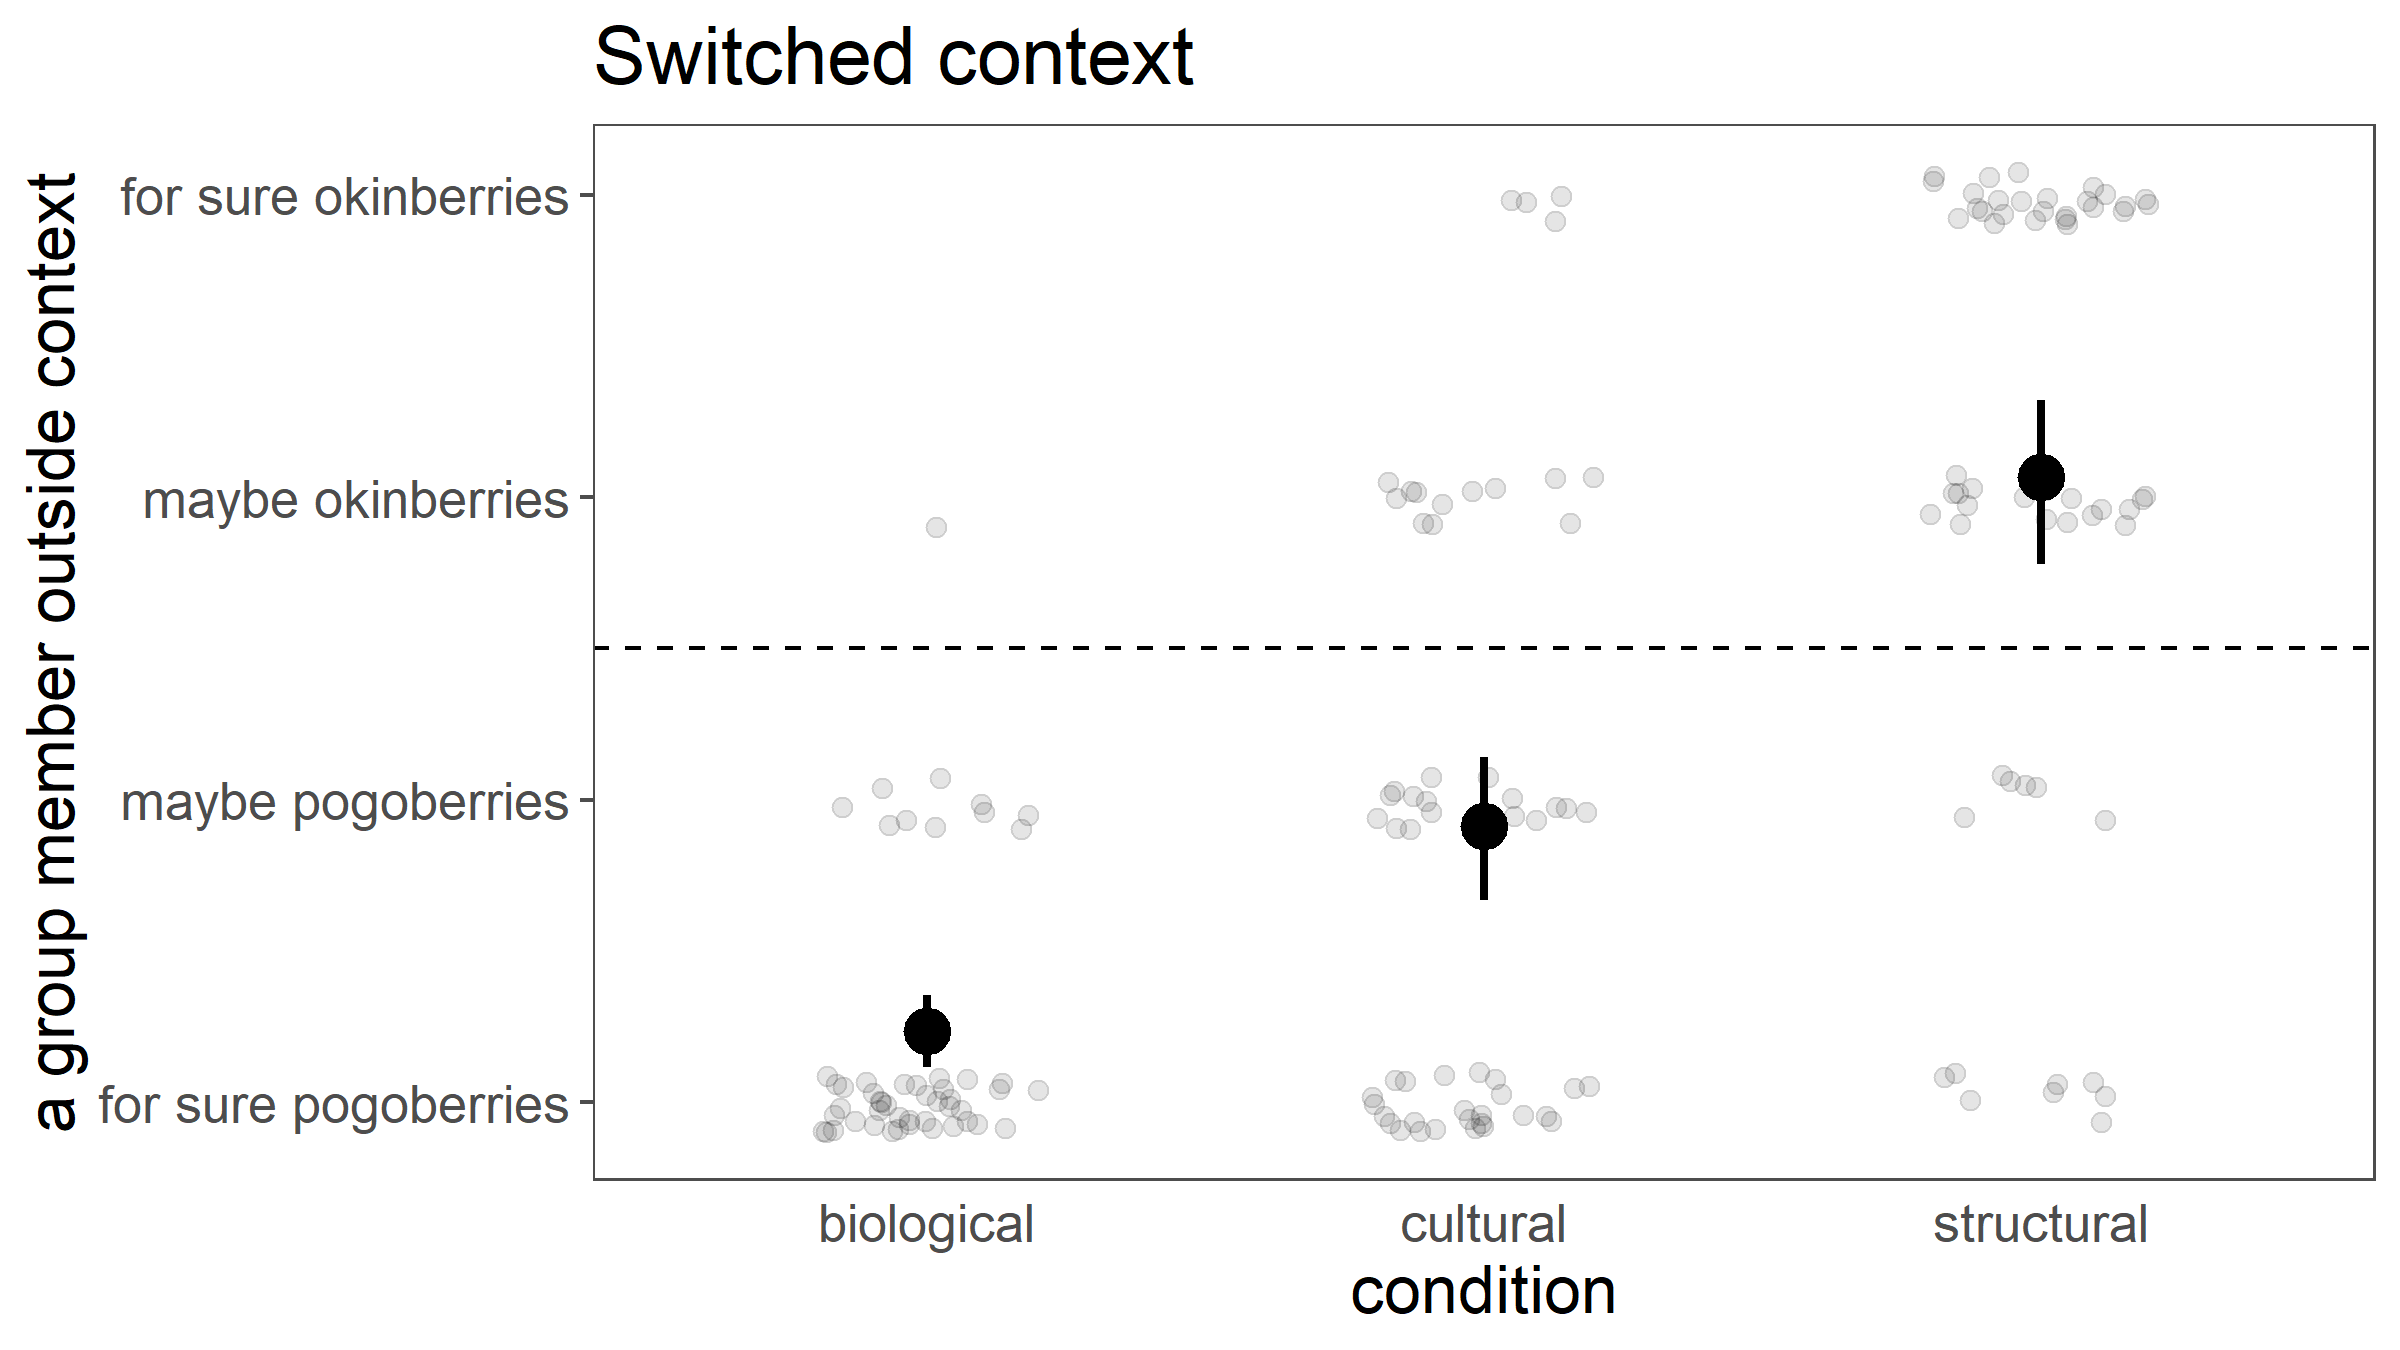 Switched context
a group member outside context
for sure okinberries
maybe okinberries
maybe pogoberries
for sure pogoberries
biological
cultural
structural
condition